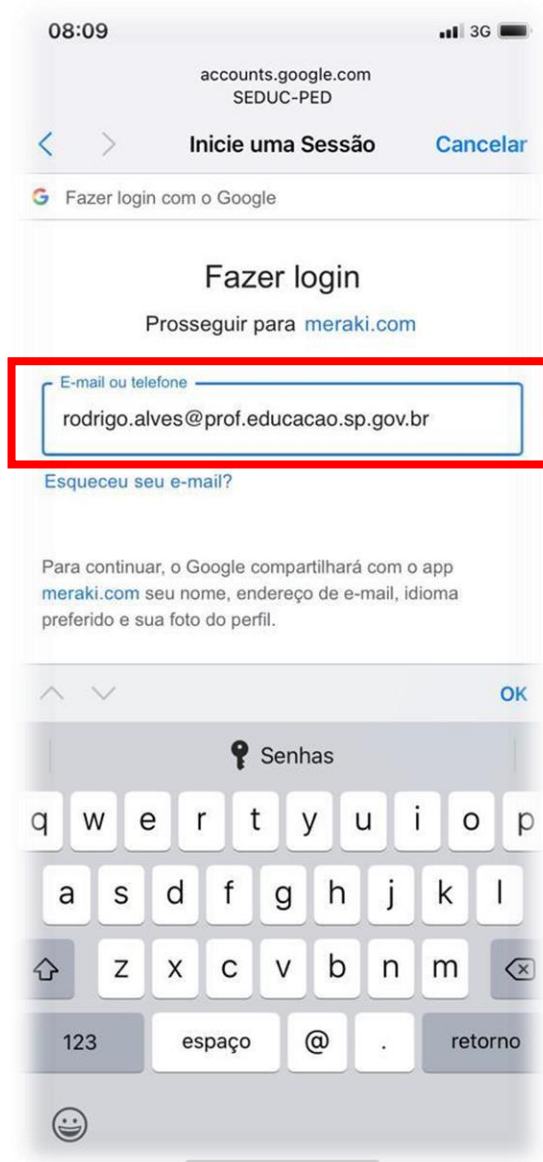 08:09 3G
accounts.google.com
SEDUC-PED
< > Inicie uma Sessão Cancelar
G Fazer login com o Google
Fazer login
Prosseguir para meraki.com
E-mail ou telefone
rodrigo.alves@prof.educacao.sp.gov.br
Esqueceu seu e-mail?
Para continuar, o Google compartilhará com o app
meraki.com seu nome, endereço de e-mail, idioma
preferido e sua foto do perfil.
OK
Senhas
q w e r t y u i o p
a s d f g h j k l
z x c v b n m
123 espaço @ . retorno